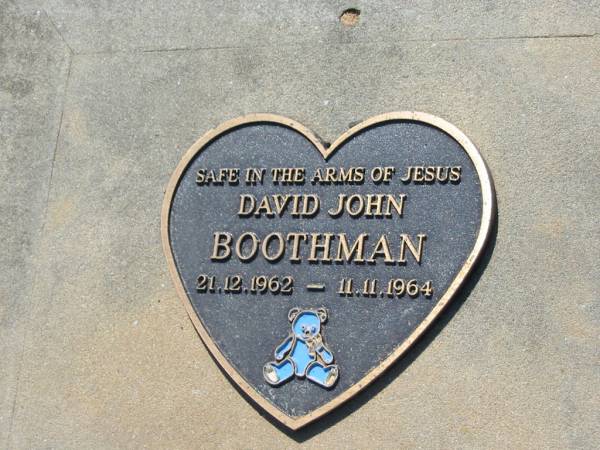 SAFE IN THE ARMS OF JESUS
DAVID JOHN
BOOTHMAN
21.12.1962 — 11.11.1964